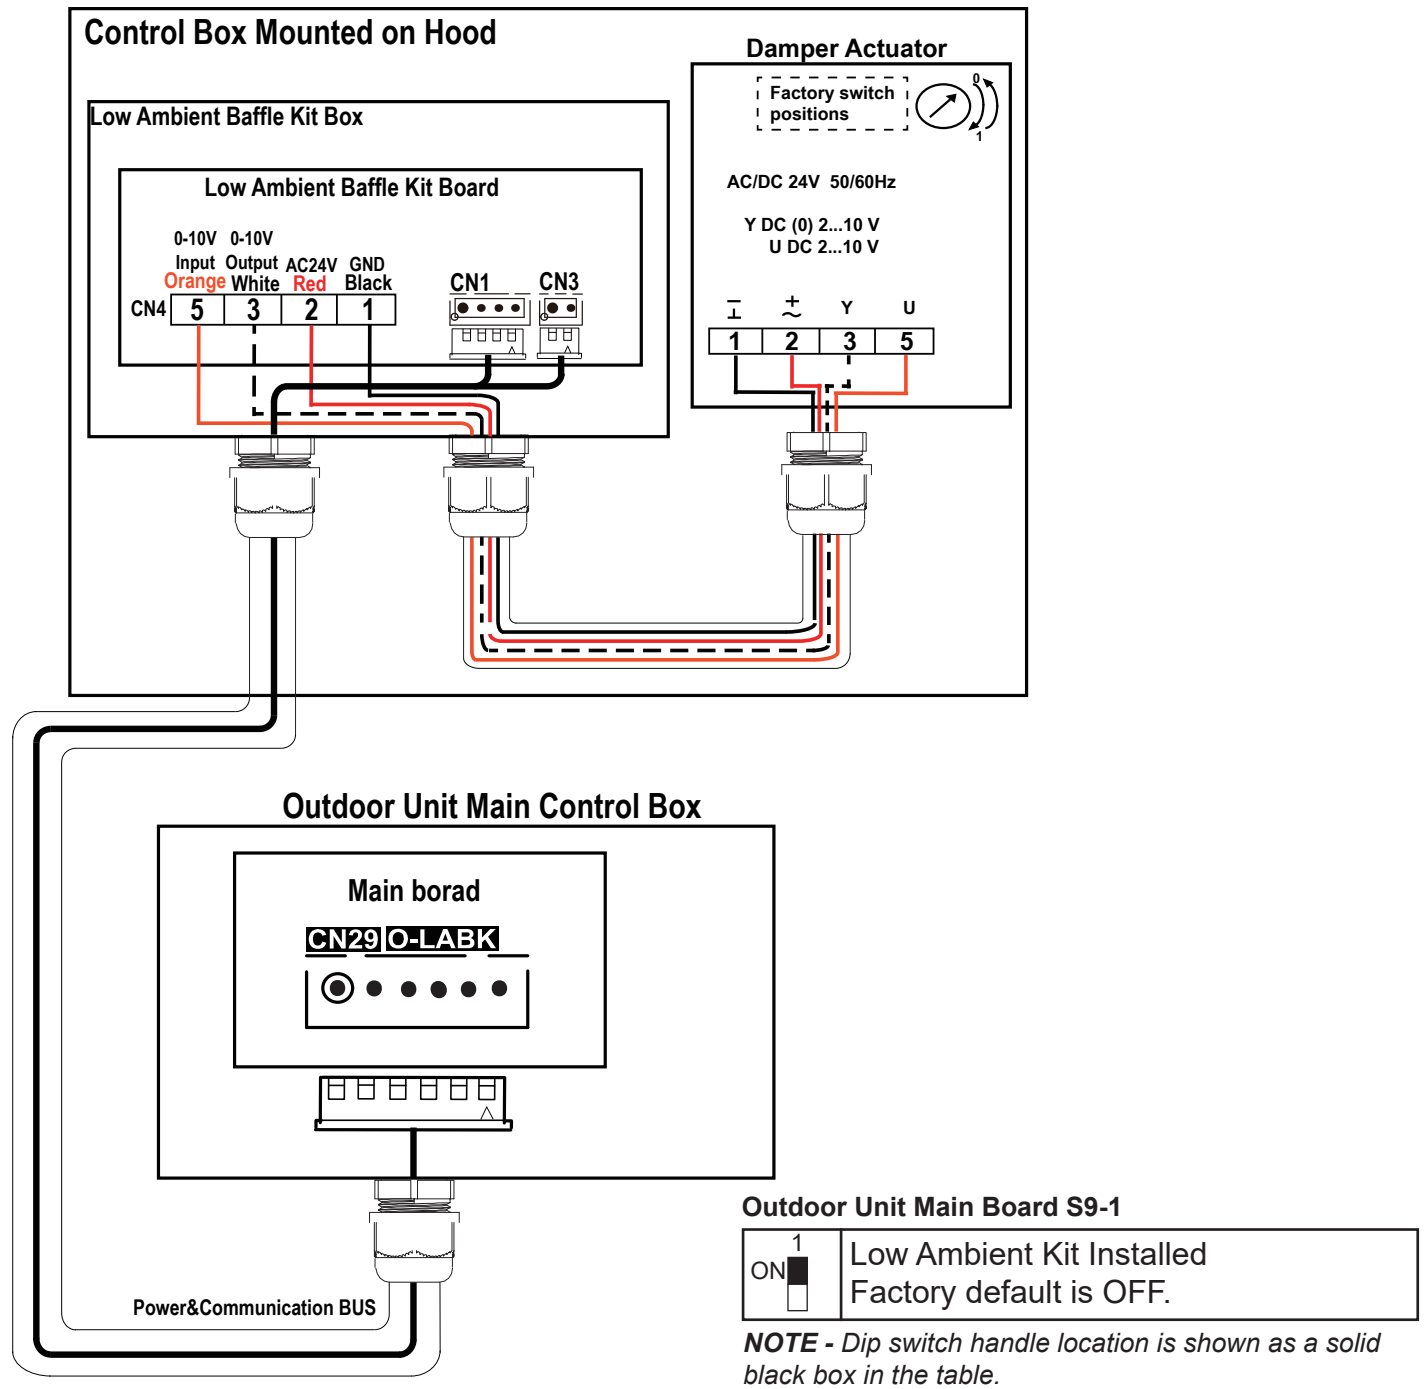 Control Box Mounted on Hood
Damper Actuator
Factory switch
positions
0
1
Low Ambient Baffle Kit Box
Low Ambient Baffle Kit Board
AC/DC 24V 50/60Hz
Y DC (0) 2...10 V
U DC 2...10 V
0-10V 0-10V
Input Output AC24V GND
Orange White Red Black
CN4 5 3 2 1
CN1 CN3
Y U
1 2 3 5
Outdoor Unit Main Control Box
Main borad
CN29 O-LABK
Power&Communication BUS
Outdoor Unit Main Board S9-1
1
ON
Low Ambient Kit Installed
Factory default is OFF.
NOTE - Dip switch handle location is shown as a solid
black box in the table.